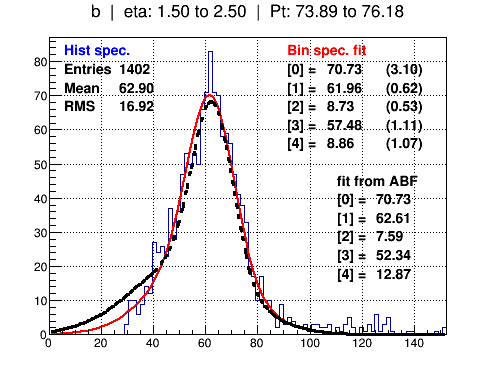 b | eta: 1.50 to 2.50 | Pt: 73.89 to 76.18
Hist spec.
Entries 1402
Mean 62.90
RMS 16.92
Bin spec. fit
[0] = 70.73 (3.10)
[1] = 61.96 (0.62)
[2] = 8.73 (0.53)
[3] = 57.48 (1.11)
[4] = 8.86 (1.07)
fit from ABF
[0] = 70.73
[1] = 62.61
[2] = 7.59
[3] = 52.34
[4] = 12.87
80
70
60
50
40
30
20
10
0
0 20 40 60 80 100 120 140